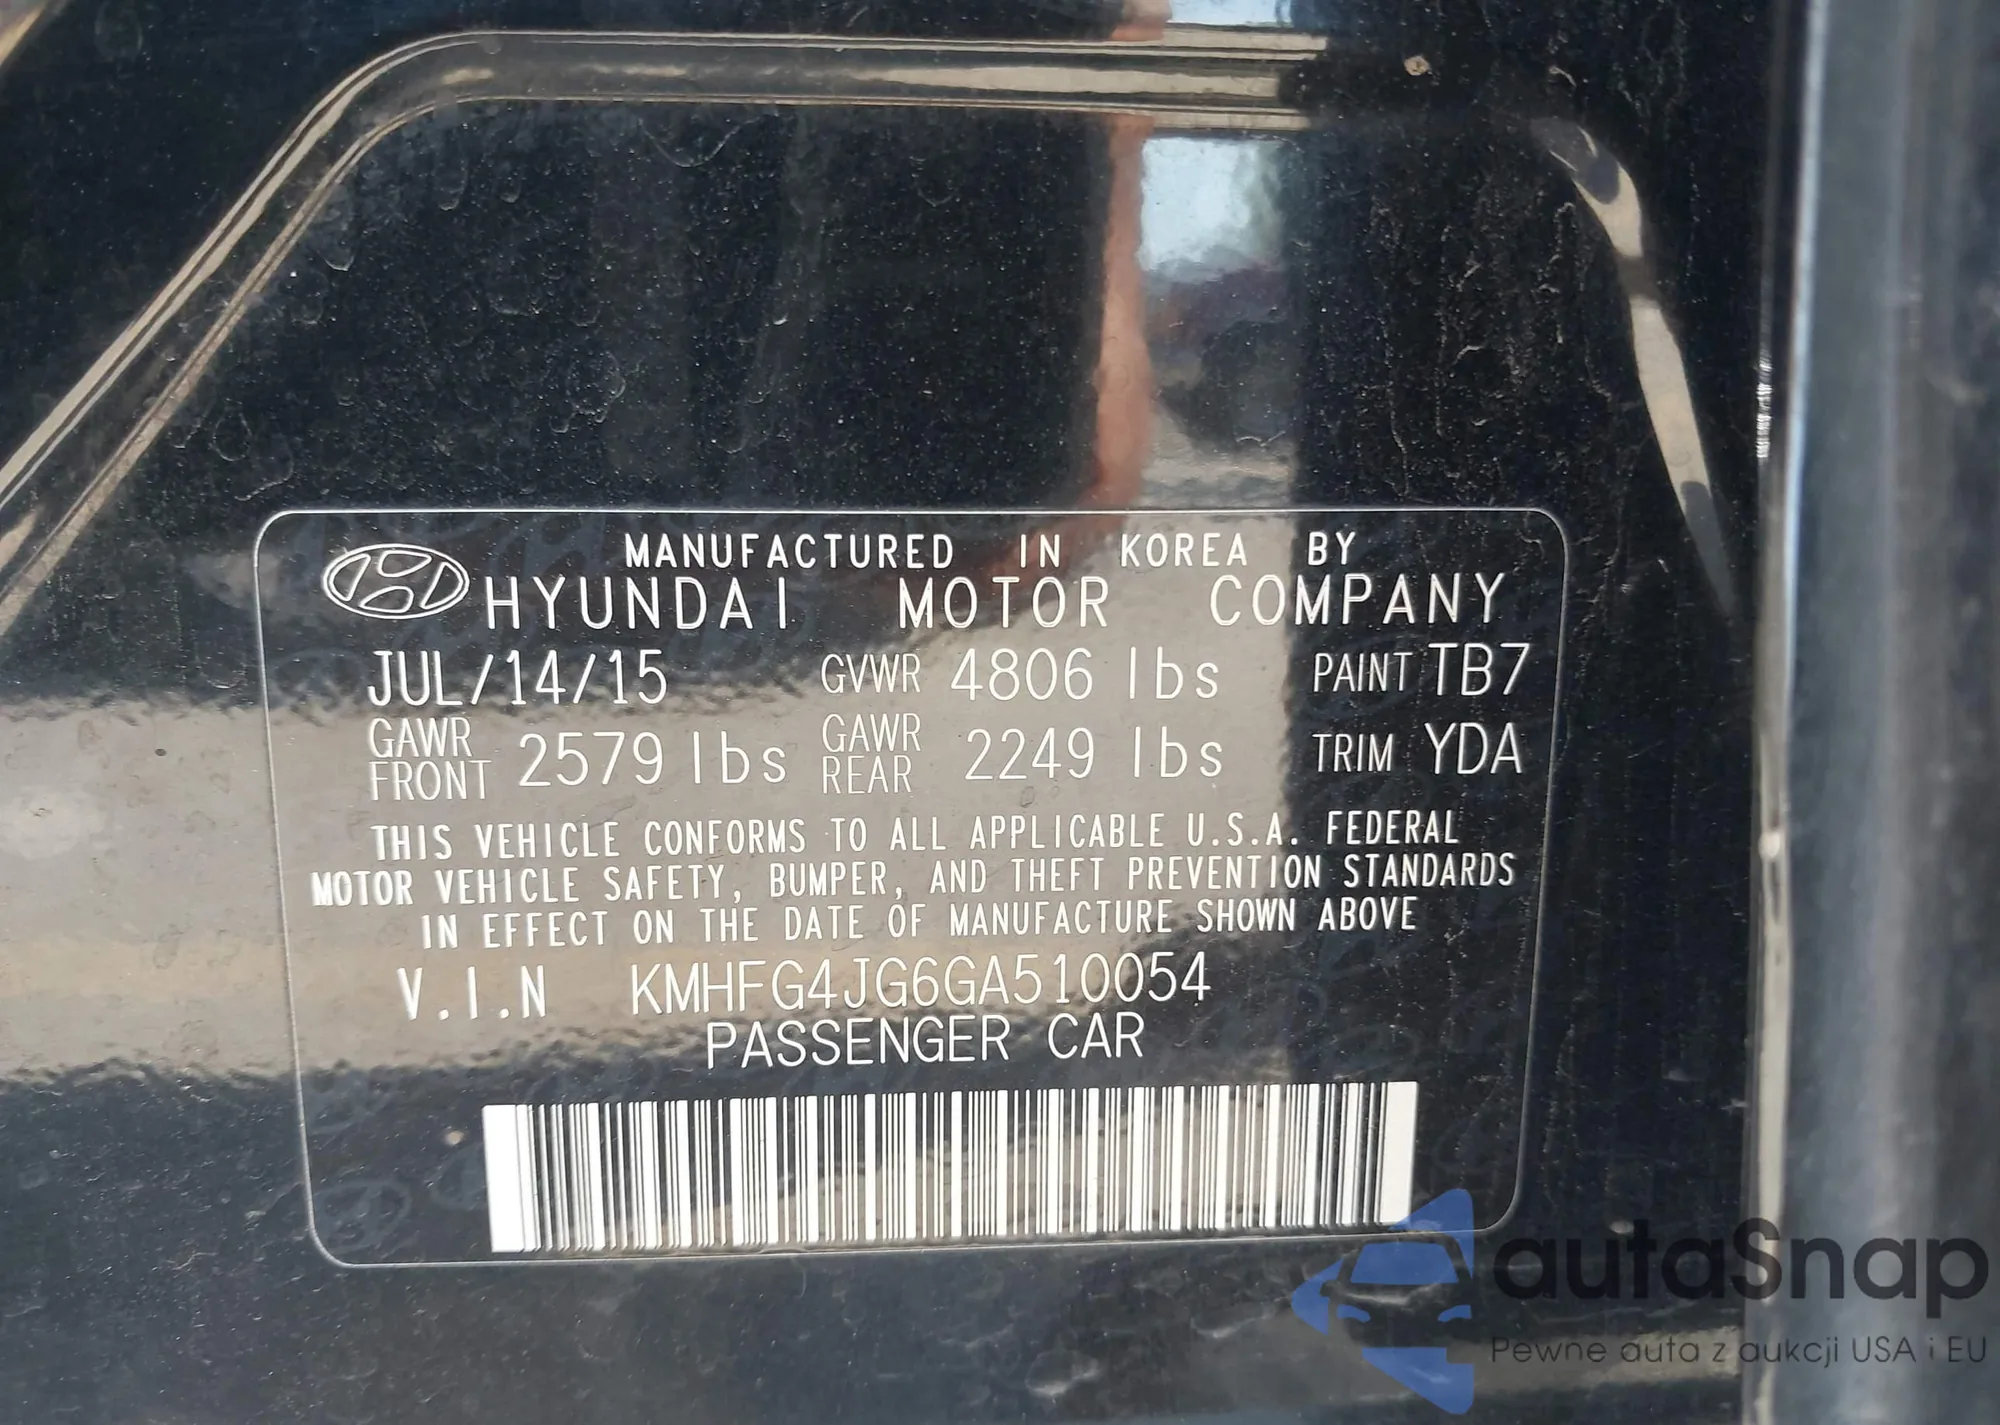 MANUFACTURED IN KOREA BY
HYUNDAI MOTOR COMPANY
JUL/14/15 GVWR 4806 lbs PAINT TB7
GAWR FRONT 2579 lbs GAWR REAR 2249 lbs TRIM YDA
THIS VEHICLE CONFORMS TO ALL APPLICABLE U.S.A. FEDERAL
MOTOR VEHICLE SAFETY, BUMPER, AND THEFT PREVENTION STANDARDS
IN EFFECT ON THE DATE OF MANUFACTURE SHOWN ABOVE
V.I.N KMHFG4JG6GA510054
PASSENGER CAR
autaSnap
Pewne auta z aukcji USA i EU